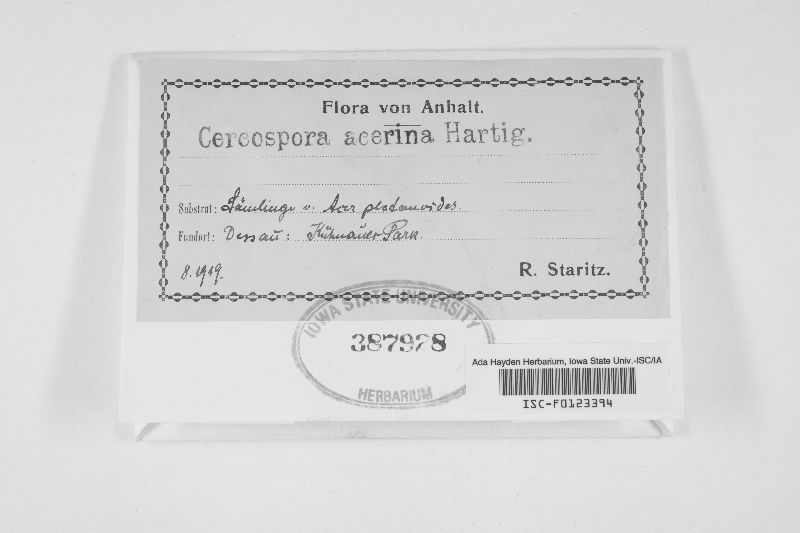 Flora von Anhalt.
Cercospora acerina Hartig.
Substrat: Sämlinge v. Acer platanoides
Fundort: Dessau: Kühnauer Park.
8.1919.
R. Staritz.
IOWA STATE UNIVERSITY
387928
HERBARIUM
Ada Hayden Herbarium, Iowa State Univ.-ISC/IA
ISC-F0123394